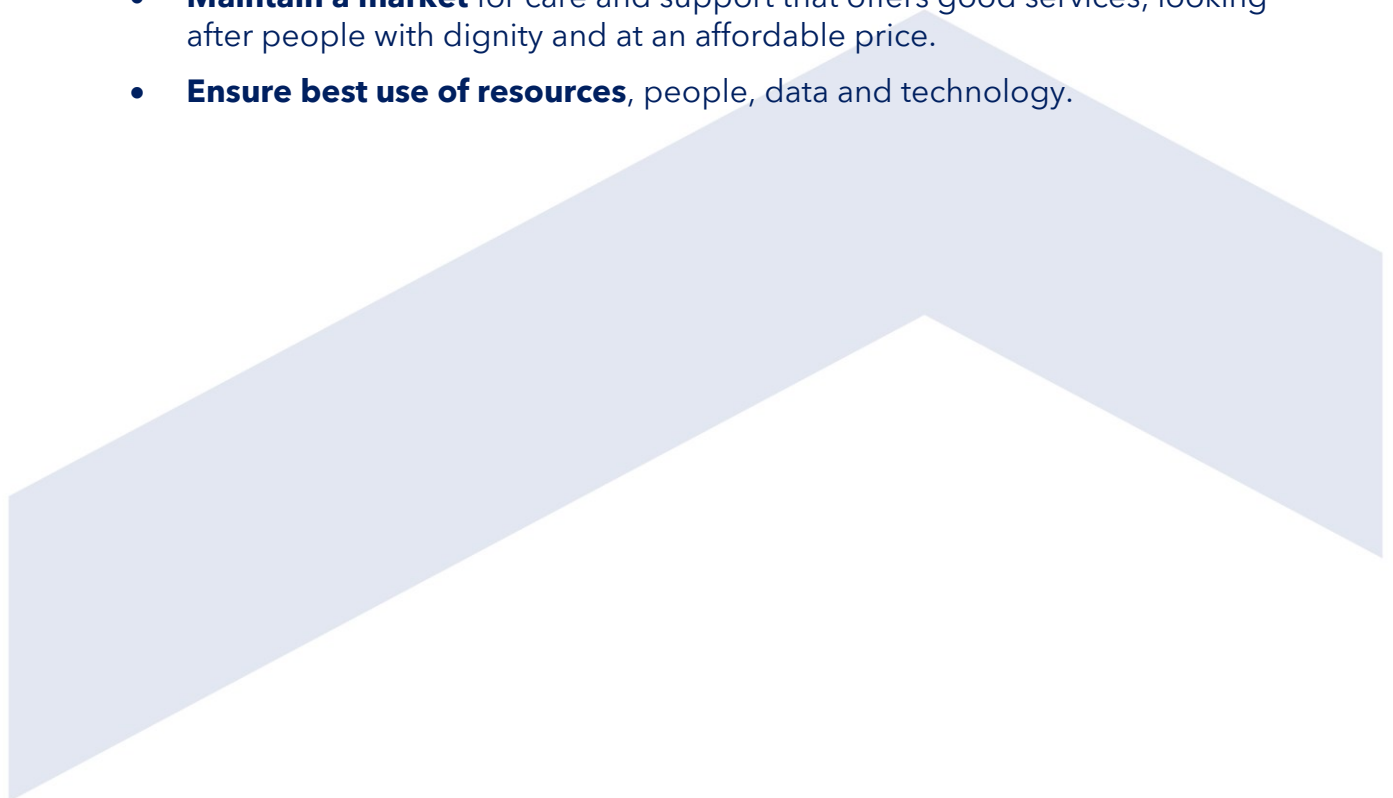 • Maintain a market for care and support that offers good services, looking
after people with dignity and at an affordable price.
• Ensure best use of resources, people, data and technology.